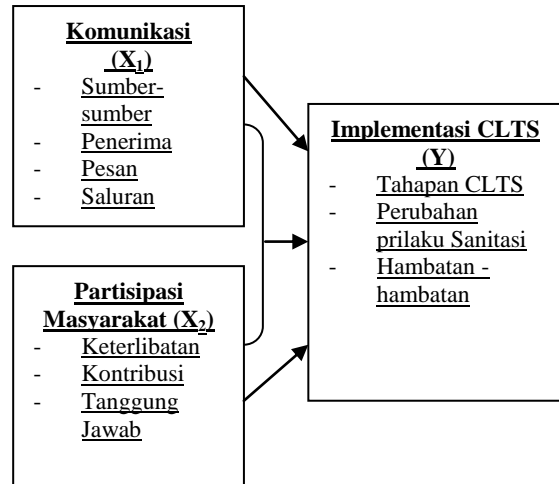 Komunikasi
(X1)
- Sumber-
sumber
- Penerima
- Pesan
- Saluran
Partisipasi
Masyarakat (X2)
- Keterlibatan
- Kontribusi
- Tanggung
Jawab
Implementasi CLTS
(Y)
- Tahapan CLTS
- Perubahan
prilaku Sanitasi
- Hambatan -
hambatan